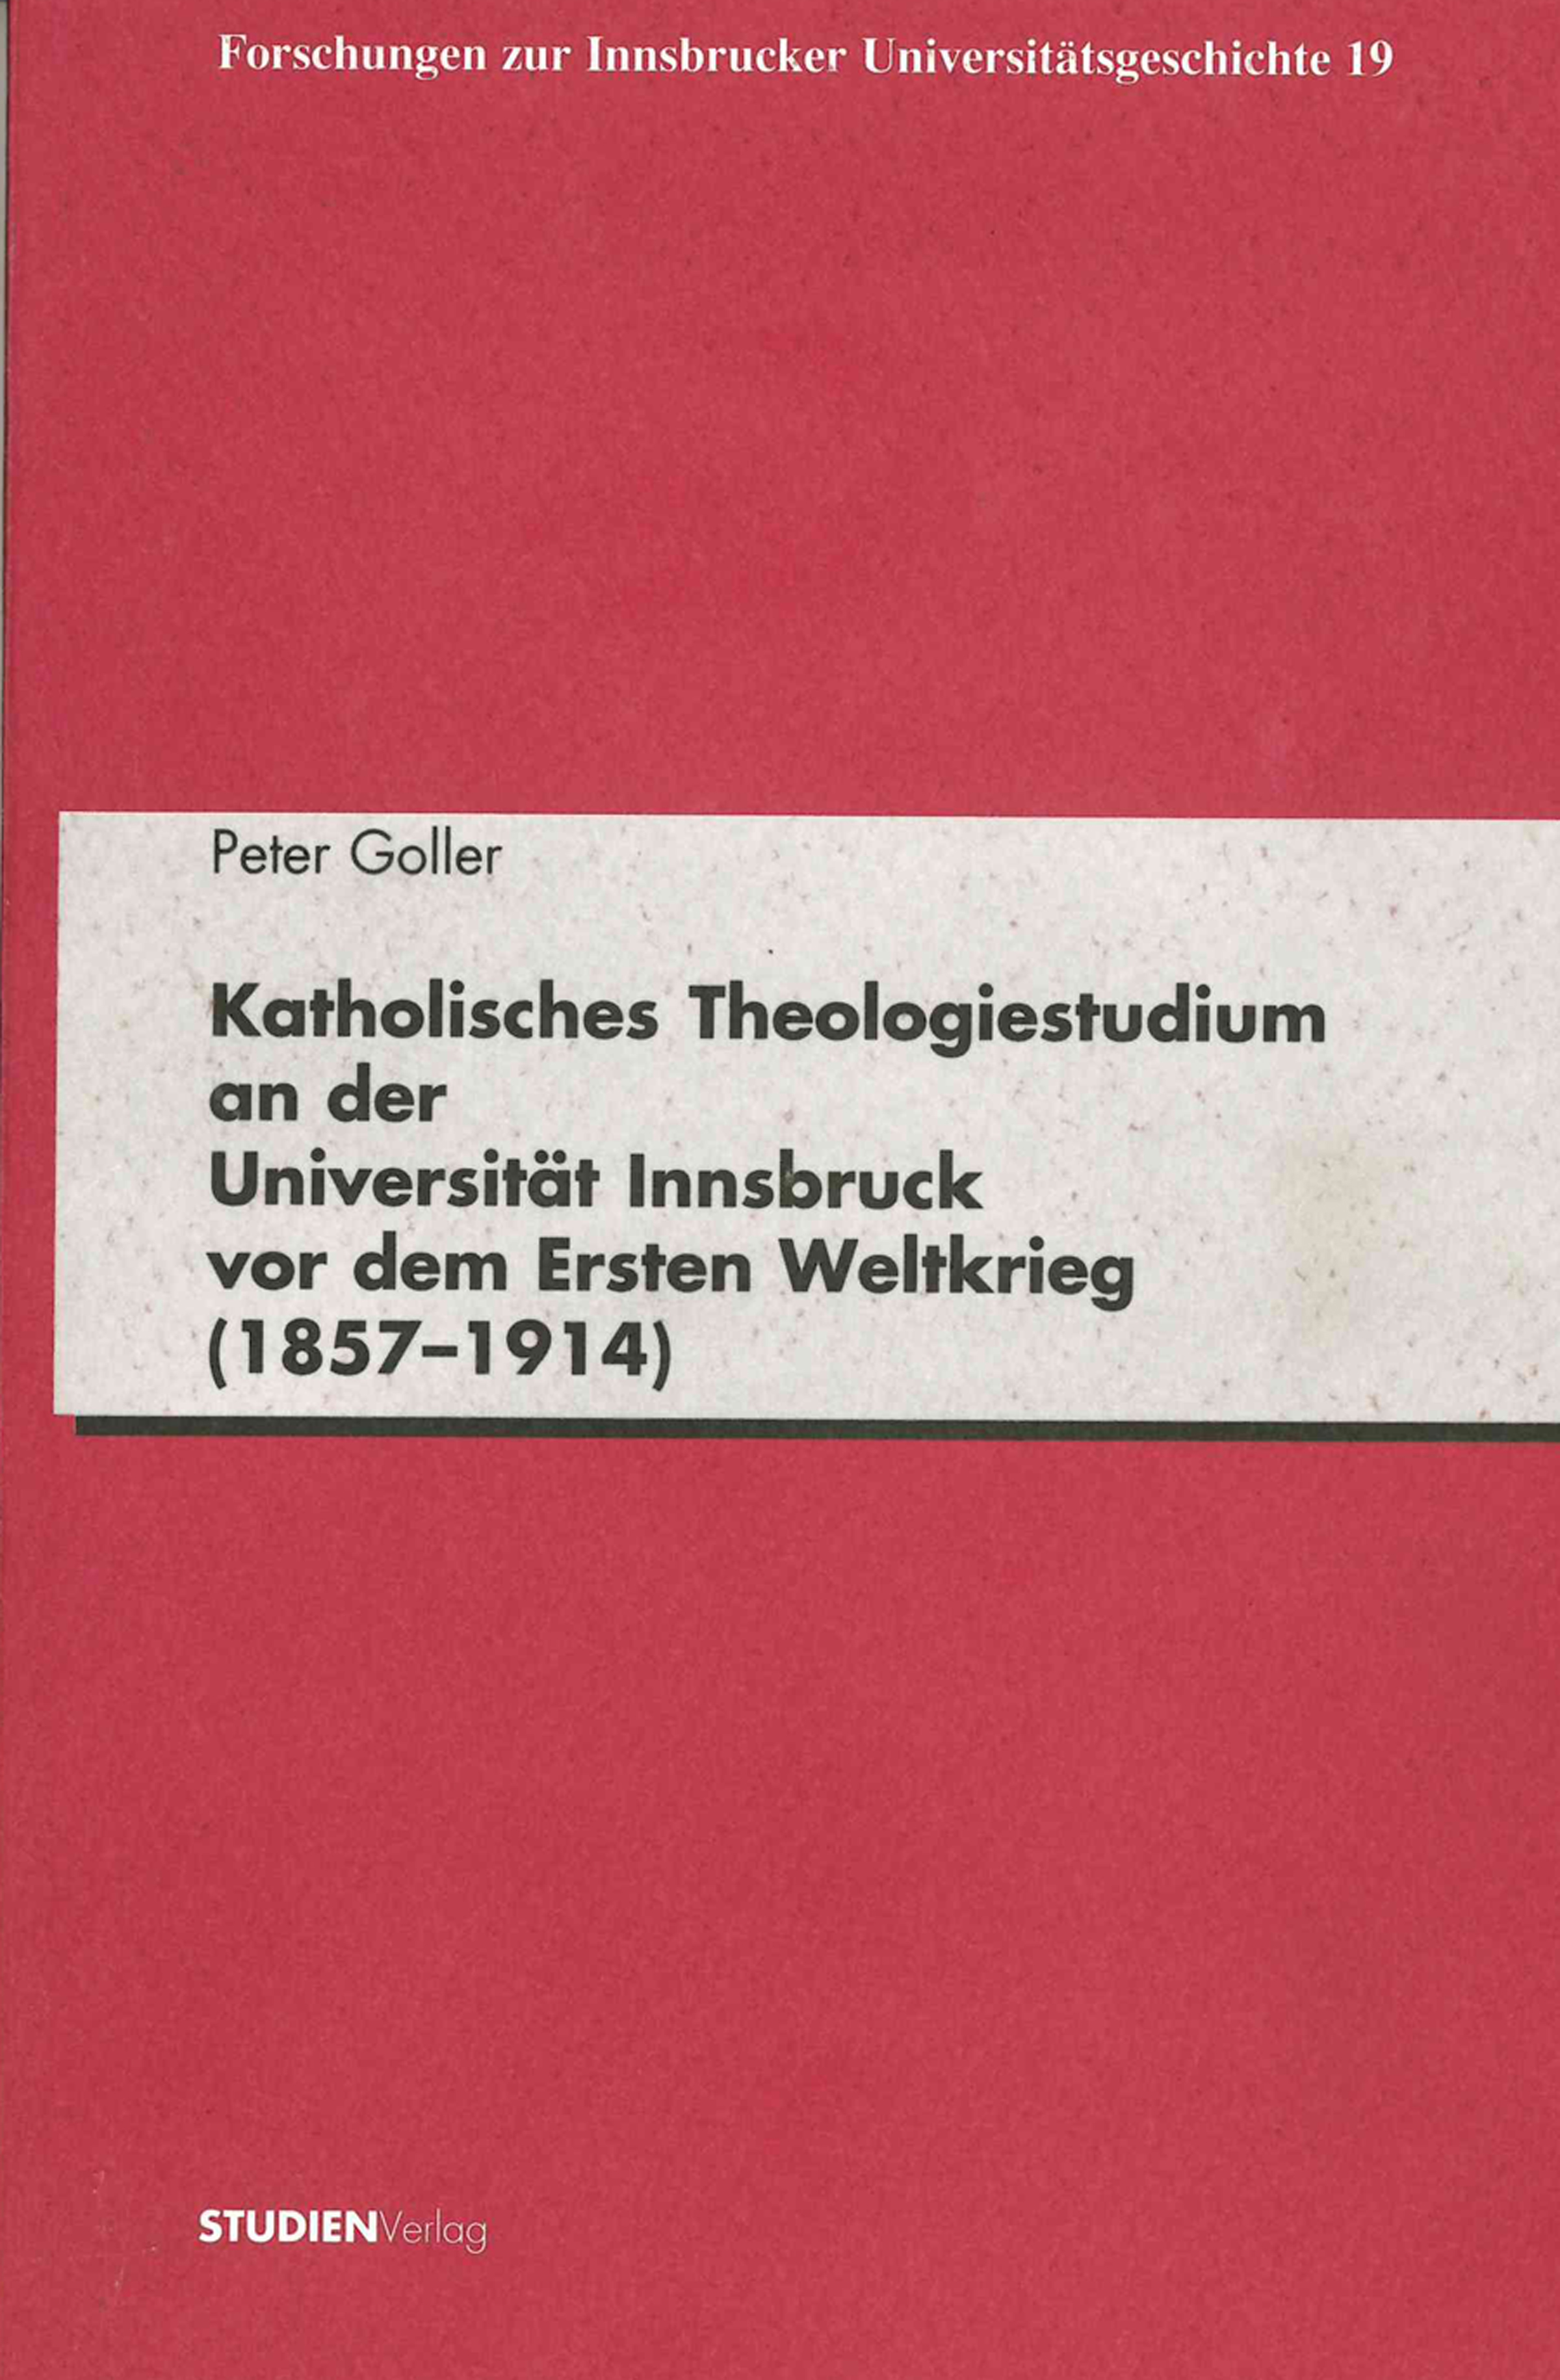 Forschungen zur Innsbrucker Universitätsgeschichte 19
Peter Goller
Katholisches Theologiestudium
an der
Universität Innsbruck
vor dem Ersten Weltkrieg
(1857–1914)
STUDIENVerlag